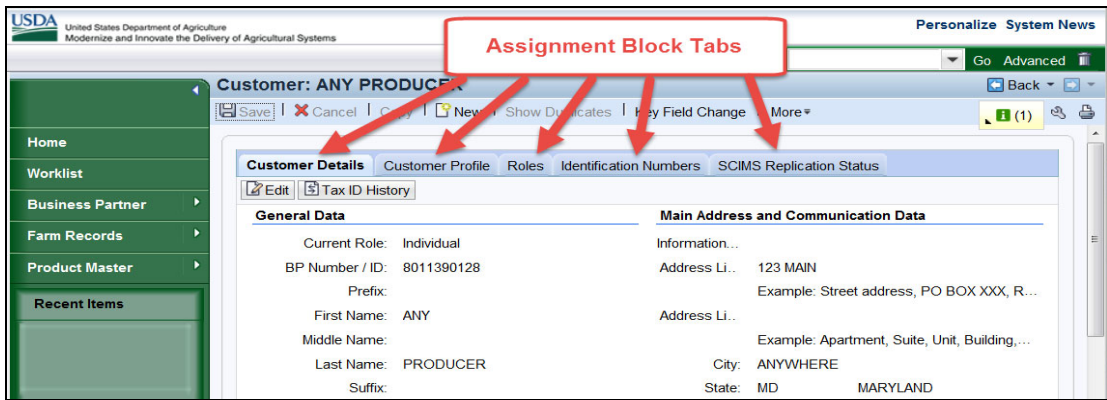 USDA United States Department of Agriculture
Modernize and Innovate the Delivery of Agricultural Systems
Personalize System News
Assignment Block Tabs
Go Advanced
Customer: ANY PRODUCER
Back
Save Cancel Copy New Show Duplicates Key Field Change More
(1)
Home
Worklist
Business Partner
Farm Records
Product Master
Recent Items
Customer Details Customer Profile Roles Identification Numbers SCIMS Replication Status
Edit Tax ID History
General Data
Current Role: Individual
BP Number / ID: 8011390128
Prefix:
First Name: ANY
Middle Name:
Last Name: PRODUCER
Suffix:
Main Address and Communication Data
Information...
Address Li.. 123 MAIN
Example: Street address, PO BOX XXX, R...
Address Li..
Example: Apartment, Suite, Unit, Building,...
City: ANYWHERE
State: MD MARYLAND